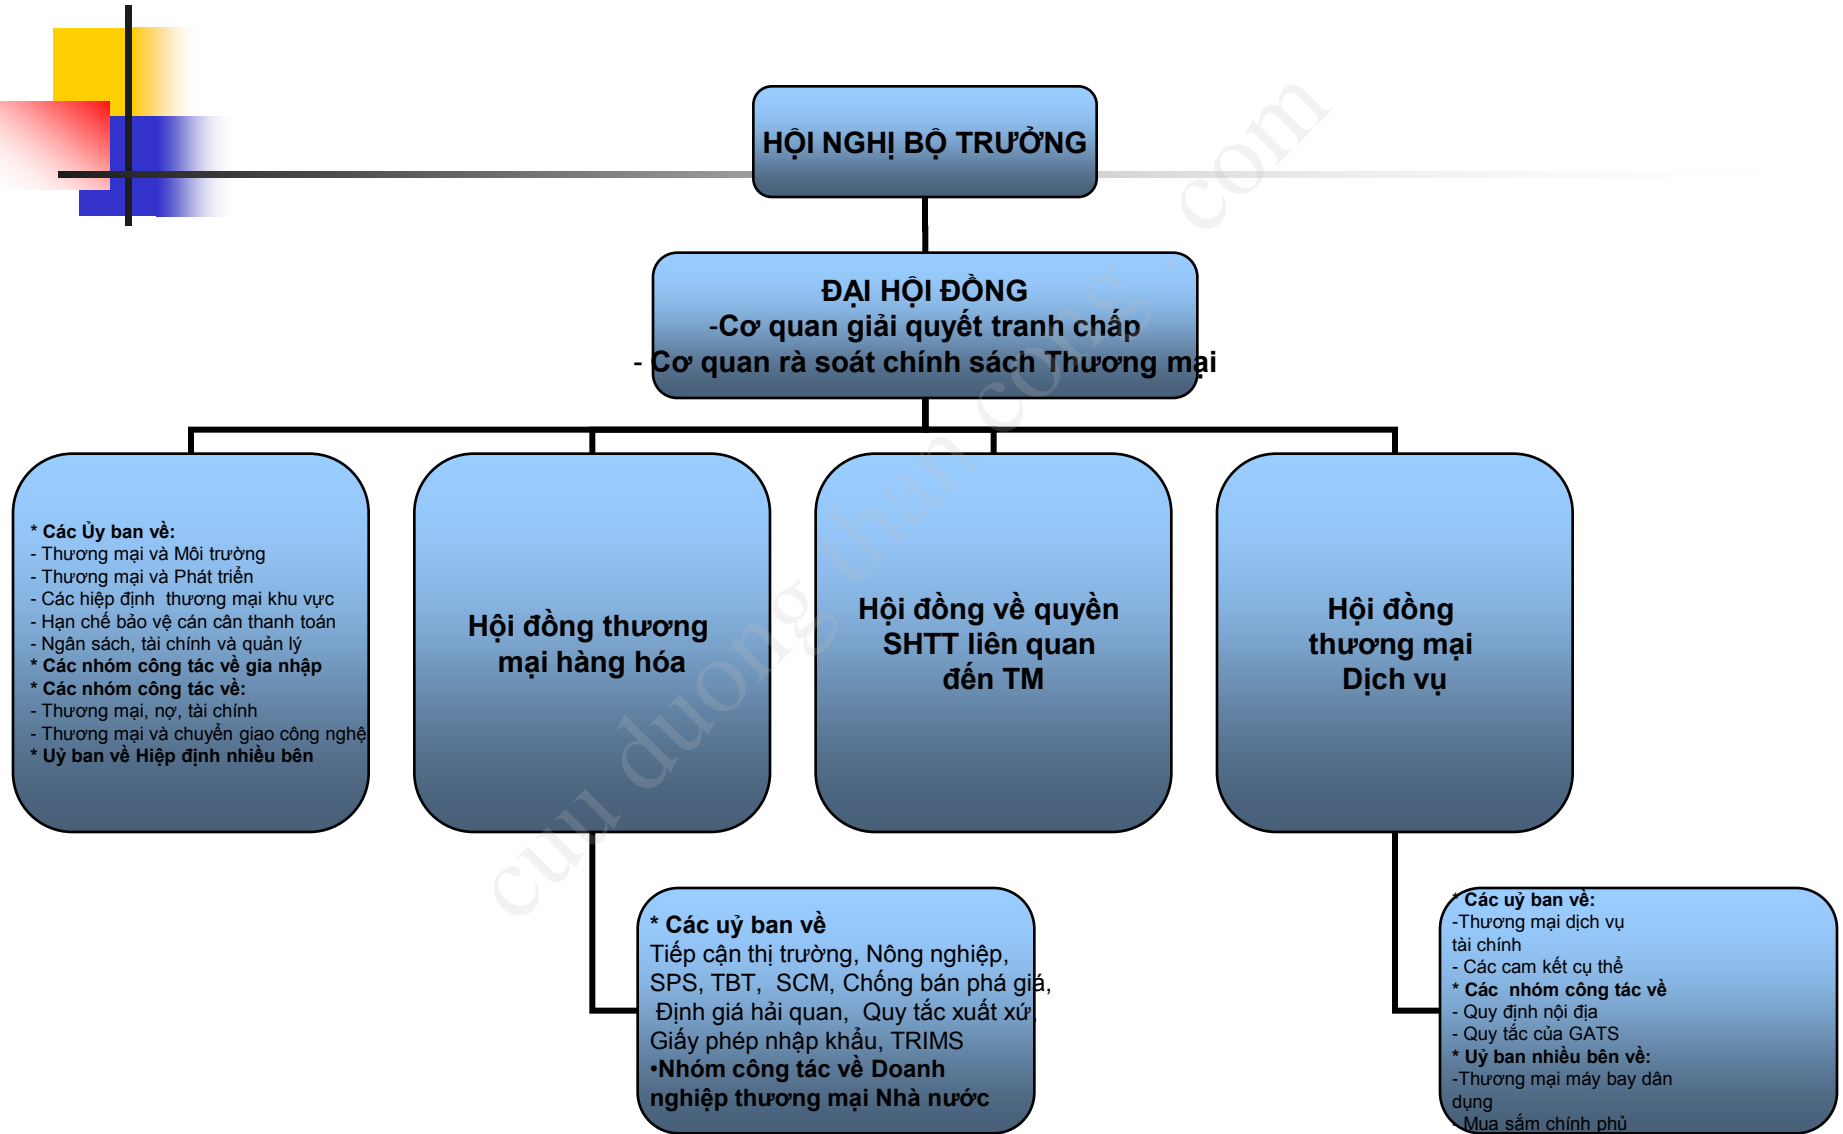 HỘI NGHỊ BỘ TRƯỞNG
ĐẠI HỘI ĐỒNG
-Cơ quan giải quyết tranh chấp
- Cơ quan rà soát chính sách Thương mại
* Các Ủy ban về:
- Thương mại và Môi trường
- Thương mại và Phát triển
- Các hiệp định thương mại khu vực
- Hạn chế bảo vệ cán cân thanh toán
- Ngân sách, tài chính và quản lý
* Các nhóm công tác về gia nhập
* Các nhóm công tác về:
- Thương mại, nợ, tài chính
- Thương mại và chuyển giao công nghệ
* Uỷ ban về Hiệp định nhiều bên
Hội đồng thương
mại hàng hóa
Hội đồng về quyền
SHTT liên quan
đến TM
Hội đồng
thương mại
Dịch vụ
* Các uỷ ban về
Tiếp cận thị trường, Nông nghiệp,
SPS, TBT, SCM, Chống bán phá giá,
Định giá hải quan, Quy tắc xuất xứ,
Giấy phép nhập khẩu, TRIMS
•Nhóm công tác về Doanh
nghiệp thương mại Nhà nước
* Các uỷ ban về:
-Thương mại dịch vụ
tài chính
- Các cam kết cụ thể
* Các nhóm công tác về
- Quy định nội địa
- Quy tắc của GATS
* Uỷ ban nhiều bên về:
-Thương mại máy bay dân
dụng
- Mua sắm chính phủ
cuu duong than cong . com